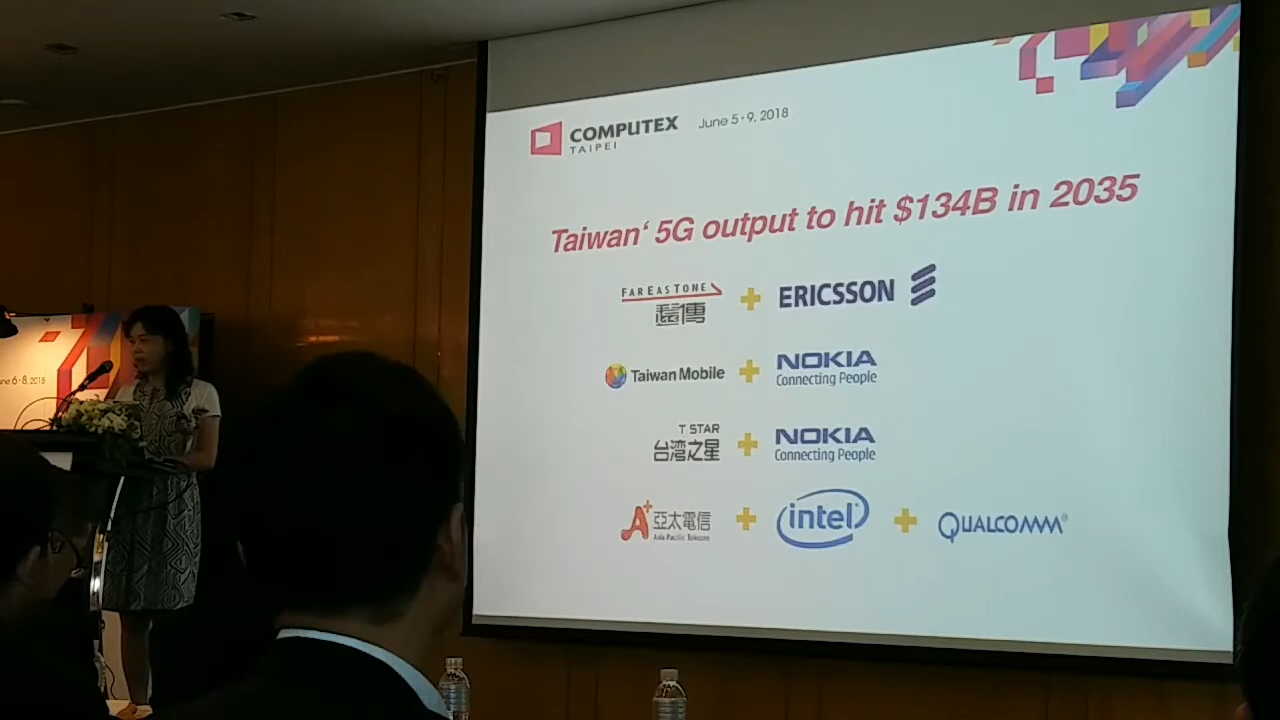 COMPUTEX June 5-9, 2018
TAIPEI
Taiwan‘ 5G output to hit $134B in 2035
FAREASTONE
遠傳
ERICSSON
Taiwan Mobile
NOKIA
Connecting People
T STAR
台湾之星
NOKIA
Connecting People
亞太電信
Asia Pacific Telecom
intel
QUALCOMM®
June 6-8, 2018